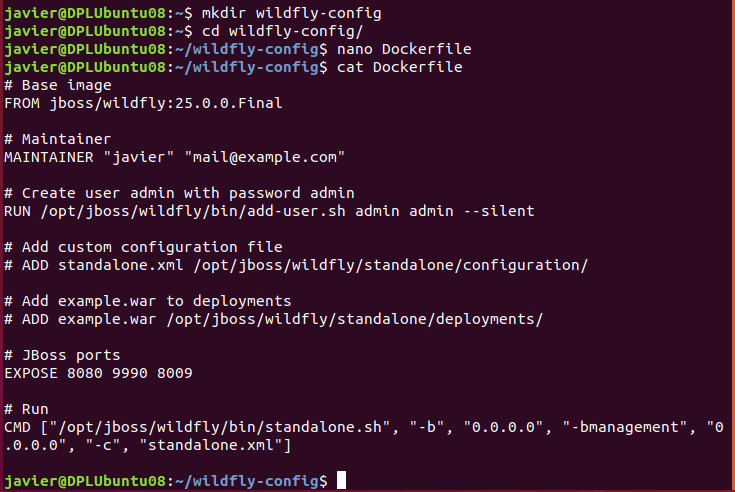 javier@DPLUbuntu08:~$ mkdir wildfly-config
javier@DPLUbuntu08:~$ cd wildfly-config/
javier@DPLUbuntu08:~/wildfly-config$ nano Dockerfile
javier@DPLUbuntu08:~/wildfly-config$ cat Dockerfile
# Base image
FROM jboss/wildfly:25.0.0.Final

# Maintainer
MAINTAINER "javier" "mail@example.com"

# Create user admin with password admin
RUN /opt/jboss/wildfly/bin/add-user.sh admin admin --silent

# Add custom configuration file
# ADD standalone.xml /opt/jboss/wildfly/standalone/configuration/

# Add example.war to deployments
# ADD example.war /opt/jboss/wildfly/standalone/deployments/

# JBoss ports
EXPOSE 8080 9990 8009

# Run
CMD ["/opt/jboss/wildfly/bin/standalone.sh", "-b", "0.0.0.0", "-bmanagement", "0
.0.0.0", "-c", "standalone.xml"]

javier@DPLUbuntu08:~/wildfly-config$